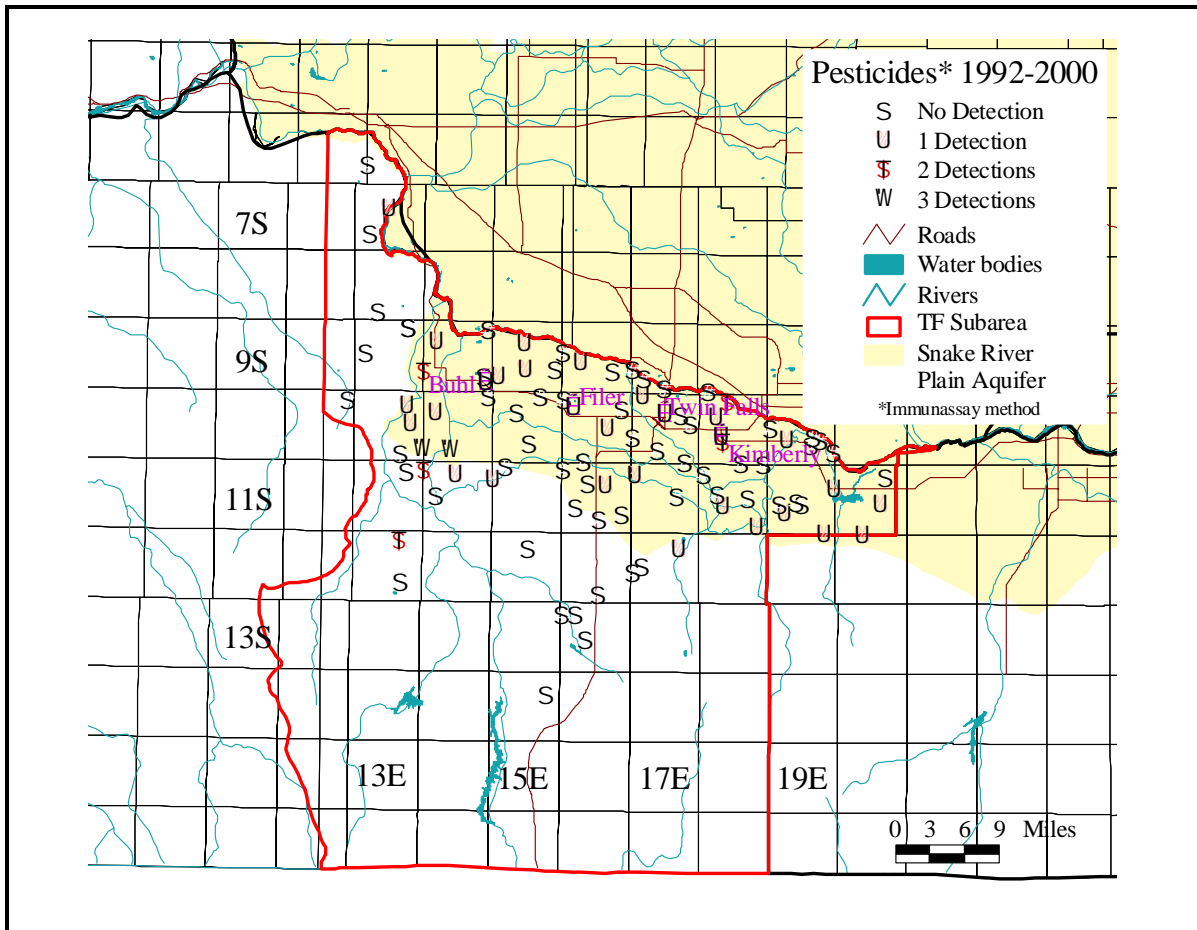 Pesticides* 1992-2000
S No Detection
U 1 Detection
$ 2 Detections
W 3 Detections
Roads
Water bodies
Rivers
TF Subarea
Snake River
Plain Aquifer
*Immunassay method
7S
9S
11S
13S
Buhl
Filer
Twin Falls
Kimberly
13E 15E 17E 19E
0 3 6 9 Miles